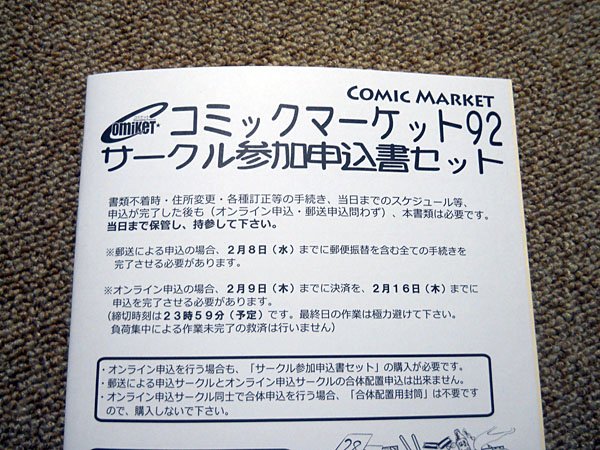 COMIC MARKET
comiket コミックマーケット92
サークル参加申込書セット
書類不着時・住所変更・各種訂正等の手続き、当日までのスケジュール等、
申込が完了した後も（オンライン申込・郵送申込問わず）、本書類は必要です。
当日まで保管し、持参して下さい。
※郵送による申込の場合、２月８日（水）までに郵便振替を含む全ての手続きを
完了させる必要があります。
※オンライン申込の場合、２月９日（木）までに決済を、２月１６日（木）までに
申込を完了させる必要があります。
（締切時刻は２３時５９分（予定）です。最終日の作業は極力避けて下さい。
負荷集中による作業未完了の救済は行いません）
・オンライン申込を行う場合も、「サークル参加申込書セット」の購入が必要です。
・郵送による申込サークルとオンライン申込サークルの合体配置申込は出来ません。
・オンライン申込サークル同士で合体申込を行う場合、「合体配置用封筒」は不要です
ので、購入しないで下さい。
28